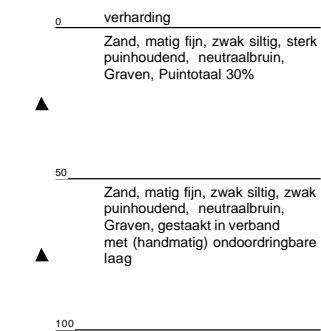 0 verharding
Zand, matig fijn, zwak siltig, sterk
puinhoudend, neutraalbruin,
Graven, Puintotaal 30%
50
Zand, matig fijn, zwak siltig, zwak
puinhoudend, neutraalbruin,
Graven, gestaakt in verband
met (handmatig) ondoordringbare
laag
100